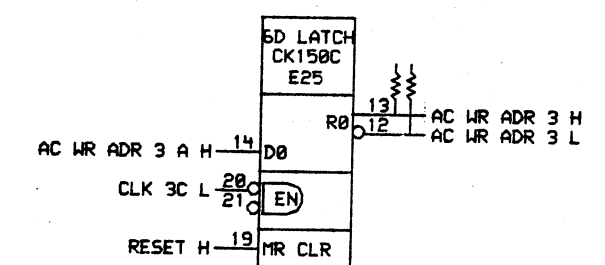 6D LATCH
CK150C
E25
13 AC WR ADR 3 H
R0 12 AC WR ADR 3 L
AC WR ADR 3 A H 14 D0
CLK 3C L 20
21 EN
RESET H 19 MR CLR